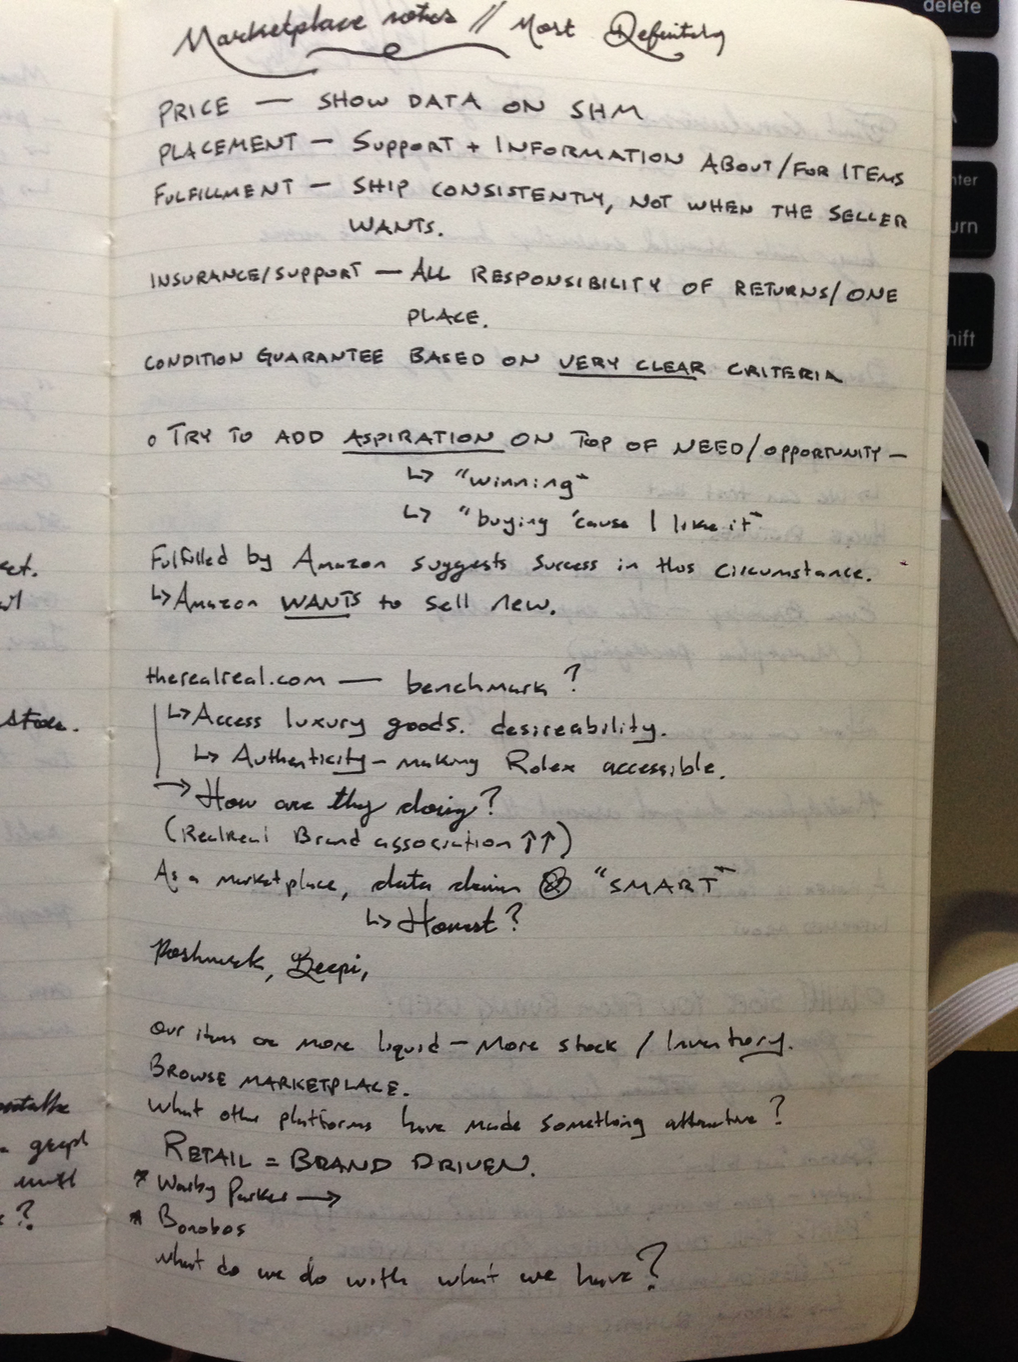 Marketplace notes // Most Definitely
PRICE — SHOW DATA ON SHM
PLACEMENT — SUPPORT + INFORMATION ABOUT/FOR ITEMS
FULFILLMENT — SHIP CONSISTENTLY, NOT WHEN THE SELLER
WANTS.
INSURANCE/SUPPORT — ALL RESPONSIBILITY OF RETURNS/ONE
PLACE.
CONDITION GUARANTEE BASED ON VERY CLEAR CRITERIA
o TRY TO ADD ASPIRATION ON TOP OF NEED/OPPORTUNITY —
↳ "winning"
↳ "buying 'cause I like it"
Fulfilled by Amazon suggests success in this circumstance.
↳ Amazon WANTS to sell new.
therealreal.com — benchmark?
↳ Access luxury goods. desireability.
↳ Authenticity — making Rolex accessible.
→ How are they doing?
(RealReal Brand association ↑↑)
As a marketplace, data driven "SMART"
↳ Honest?
Poshmark, Beepi,
our items are more liquid — more stock / Inventory.
BROWSE MARKETPLACE.
what other platforms have made something attractive?
RETAIL = BRAND DRIVEN.
* Warby Parker →
* Bonobos
what do we do with what we have?
delete
shift